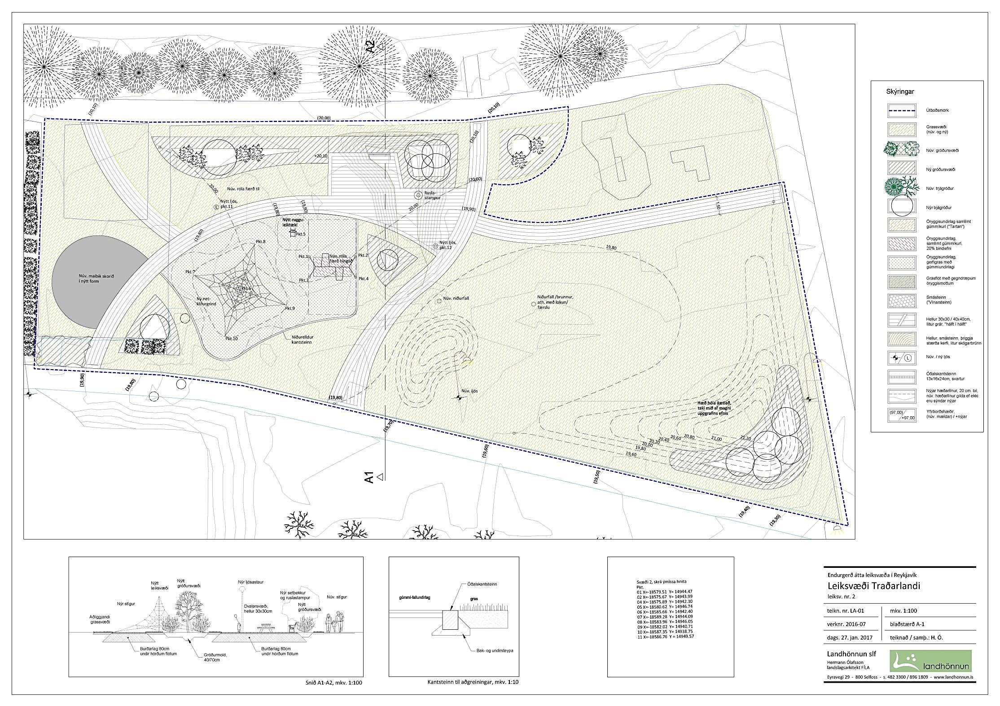 A2
(20,10)
(20,00)
(20,10)
(20,10)
+20,10
20,00
Núv. róla færð til
Nýtt ljós,
pkt.11
(19,80)
(19,90)
Rusla-
stampur
20,00
(20,00)
(19,90)
1,50
Nýtt ruggu-
leiktæki
Pkt.5
(19,80)
Pkt.8
Nýtt ljós,
pkt.12
19,80
Pkt.1
Núv. róla
færð hingað
Pkt.2
Pkt.7
Pkt.3
Pkt.4
Núv. malbik skorið
í nýtt form
Pkt.6
Ný net-
klifurgrind
Pkt.9
Núv. niðurfall
Niðurfall /brunnur,
ath. með lokun/
færslu
Pkt.10
Niðurelldur
kantsteinn
(19,90)
(19,80)
(19,80)
Núv. ljós
Hæð hóla áætlað,
taki mið af magni
uppgrafins efnis
(19,70)
(19,60)
(19,50)
(19,40)
(19,30)
19,60
19,80
20,00
20,20
20,40
20,60
20,80
21,00
21,20
A1
Skýringar
Útboðsmörk
Grassvæði
(núv. og ný)
Núv. gróðursvæði
Ný gróðursvæði
Núv. trjágróður
Nýr trjágróður
Öryggisundirlag samlímt
gúmmíkurl ("Tartan")
Öryggisundirlag,
samlímt gúmmíkurl,
20% bindiefni
Öryggisundirlag,
gerfigras með
gúmmíundirlagi
Grasflöt með gegndræpum
öryggismottum
Smásteinn
("Vínarsteinn)
Hellur 30x30 / 40x40cm,
llitur grár, "hálft í hálft"
Hellur, smásteinn, þriggja
stærða kerfi, litur skógarbrúnn
L
Núv. / ný ljós
Óðalskantsteinn
13x16x24cm, svartur
Nýjar hæðarlínur, 20 cm. bil,
núv. hæðarlínur gilda ef ekki
eru sýndar nýjar
(97,00)
+97,00
Yfirborðshæðir,
(núv. mældar) / +nýjar
Aðliggjandi
grassvæði
Nýr stígur
Nýtt
leiksvæði
Nýtt
gróðursvæði
Nýr ljósastaur
Dvalarsvæði,
hellur 30x30cm
Nýr setbekkur
og ruslastampur
Nýtt
gróðursvæði
Núv. stígur
Burðarlag 80cm
undir hörðum flötum
Gróðurmold,
40/70cm
Burðarlag 80cm
undir hörðum flötum
Snið A1-A2, mkv. 1:100
gúmmí-fallundirlag
Óðalskantsteinn
gras
Bak- og undirsteypa
Kantsteinn til aðgreiningar, mkv. 1:10
Svæði 2, skrá ýmissa hnita
Pkt.
01 X=-18579.51 Y= 14944.47
02 X=-18575.67 Y= 14943.99
04 X=-18575.89 Y= 14942.30
05 X=-18580.62 Y= 14946.74
06 X=-18585.66 Y= 14942.40
07 X=-18589.28 Y= 14944.09
08 X=-18583.96 Y= 14946.05
09 X=-18582.02 Y= 14940.71
10 X=-18587.35 Y= 14938.75
11 X=-18586.76 Y = 14949.57
Endurgerð átta leiksvæða í Reykjavík
Leiksvæði Traðarlandi
leiksv. nr. 2
teikn. nr. LA-01
mkv. 1:100
verknr. 2016-07
blaðstærð A-1
dags. 27. jan. 2017
teiknað / samþ.: H. Ó.
Landhönnun slf
Hermann Ólafsson
landslagsarkitekt FÍLA
landhönnun
Eyravegi 29 - 800 Selfoss - s. 482 3300 / 896 1809 - www.landhonnun.is